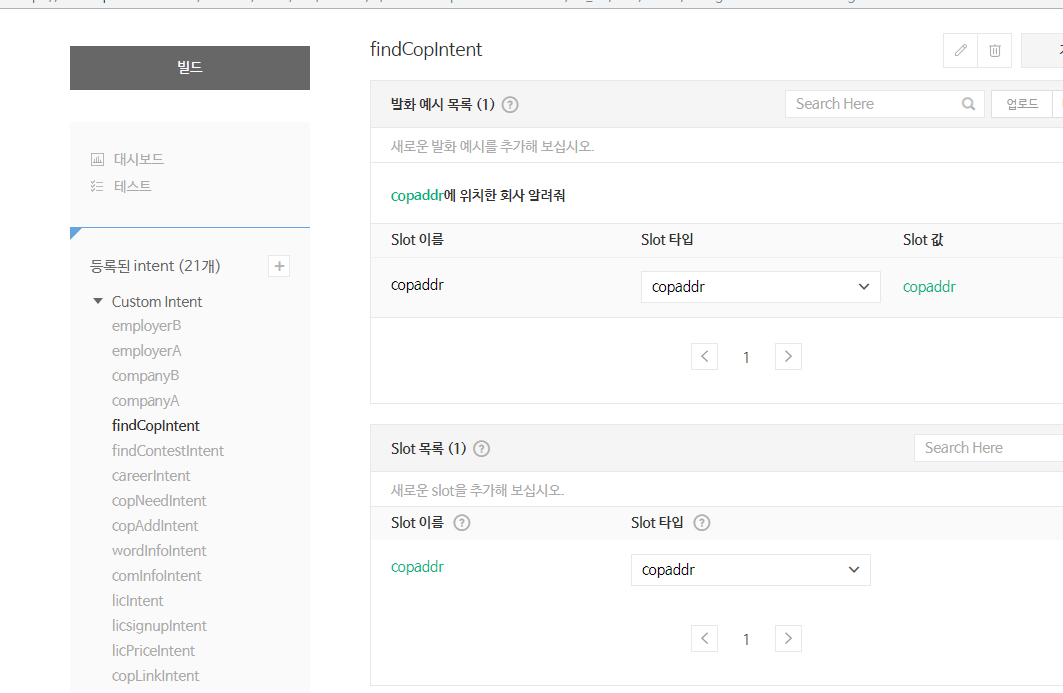 findCopIntent
빌드
발화 예시 목록 (1) ?
Search Here
업로드
새로운 발화 예시를 추가해 보십시오.
대시보드
테스트
copaddr에 위치한 회사 알려줘
Slot 이름 Slot 타입 Slot 값
copaddr copaddr copaddr
등록된 intent (21개) +
Custom Intent
employerB
employerA
companyB
companyA
findCopIntent
findContestIntent
careerIntent
copNeedIntent
copAddIntent
wordInfoIntent
comInfoIntent
licIntent
licsignupIntent
licPriceIntent
copLinkIntent
< 1 >
Slot 목록 (1) ?
Search Here
새로운 slot을 추가해 보십시오.
Slot 이름 ? Slot 타입 ?
copaddr copaddr
< 1 >